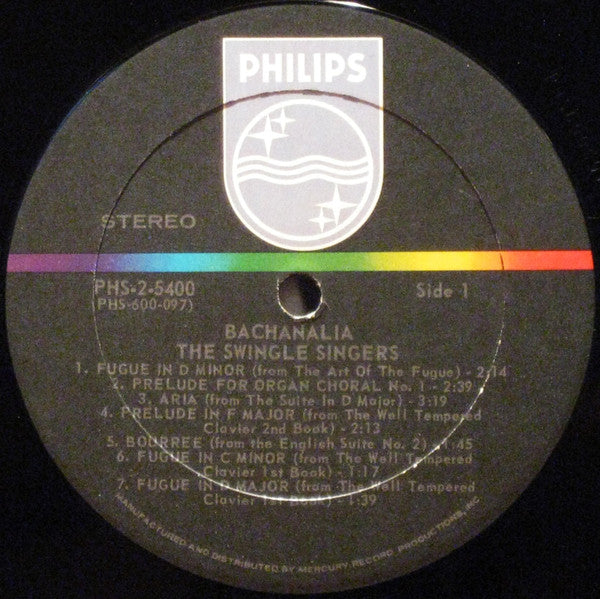 PHILIPS
STEREO
PHS-2-5400
(PHS-600-097)
Side 1
BACHANALIA
THE SWINGLE SINGERS
1. FUGUE IN D MINOR (from The Art Of The Fugue) - 2:14
2. PRELUDE FOR ORGAN CHORAL No. 1 - 2:39
3. ARIA (from The Suite In D Major) - 3:19
4. PRELUDE IN F MAJOR (from The Well Tempered
Clavier 2nd Book) - 2:13
5. BOURREE (from the English Suite No. 2) - 1:45
6. FUGUE IN C MINOR (from The Well Tempered
Clavier 1st Book) - 1:17
7. FUGUE IN D MAJOR (from The Well Tempered
Clavier 1st Book) - 1:39
MANUFACTURED AND DISTRIBUTED BY MERCURY RECORD PRODUCTIONS, INC.